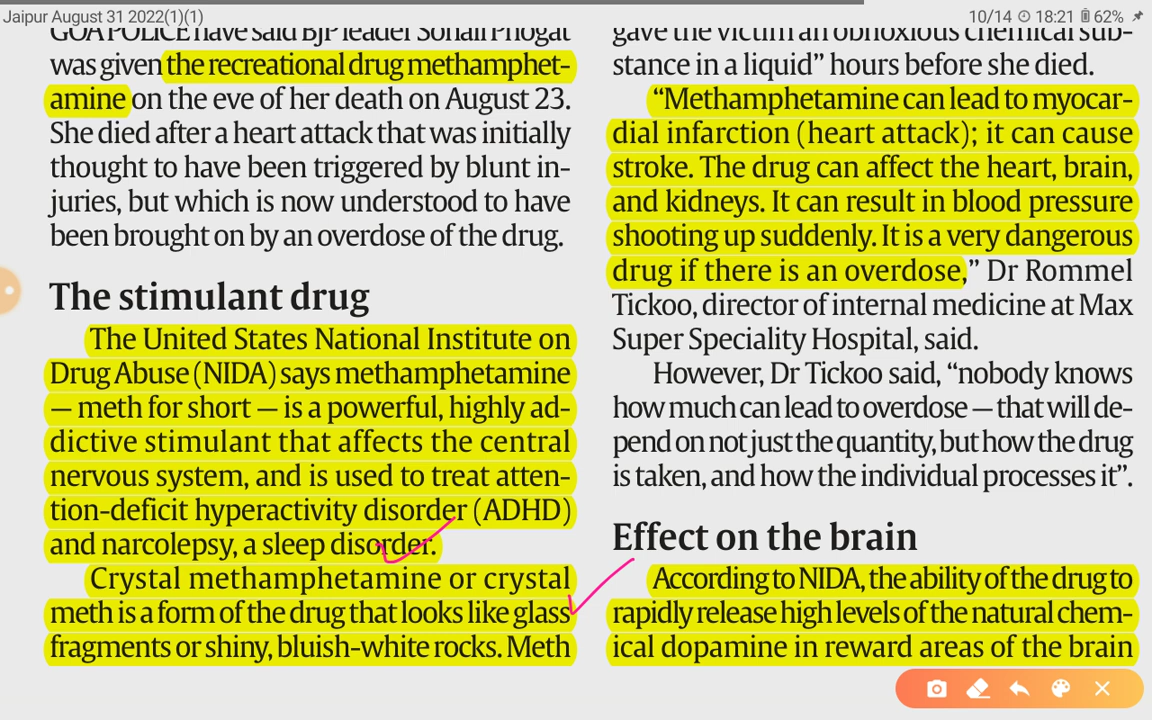 Jaipur August 31 2022(1)(1)
10/14 18:21 62%
GOA POLICE have said BJP leader Sonali Phogat
was given the recreational drug methamphet-
amine on the eve of her death on August 23.
She died after a heart attack that was initially
thought to have been triggered by blunt in-
juries, but which is now understood to have
been brought on by an overdose of the drug.
The stimulant drug
The United States National Institute on
Drug Abuse (NIDA) says methamphetamine
— meth for short — is a powerful, highly ad-
dictive stimulant that affects the central
nervous system, and is used to treat atten-
tion-deficit hyperactivity disorder (ADHD)
and narcolepsy, a sleep disorder.
Crystal methamphetamine or crystal
meth is a form of the drug that looks like glass
fragments or shiny, bluish-white rocks. Meth
gave the victim an obnoxious chemical sub-
stance in a liquid” hours before she died.
“Methamphetamine can lead to myocar-
dial infarction (heart attack); it can cause
stroke. The drug can affect the heart, brain,
and kidneys. It can result in blood pressure
shooting up suddenly. It is a very dangerous
drug if there is an overdose,” Dr Rommel
Tickoo, director of internal medicine at Max
Super Speciality Hospital, said.
However, Dr Tickoo said, “nobody knows
how much can lead to overdose — that will de-
pend on not just the quantity, but how the drug
is taken, and how the individual processes it”.
Effect on the brain
According to NIDA, the ability of the drug to
rapidly release high levels of the natural chem-
ical dopamine in reward areas of the brain